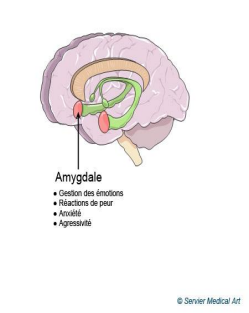 Amygdale
• Gestion des émotions
• Réactions de peur
• Anxiété
• Agressivité
© Servier Medical Art